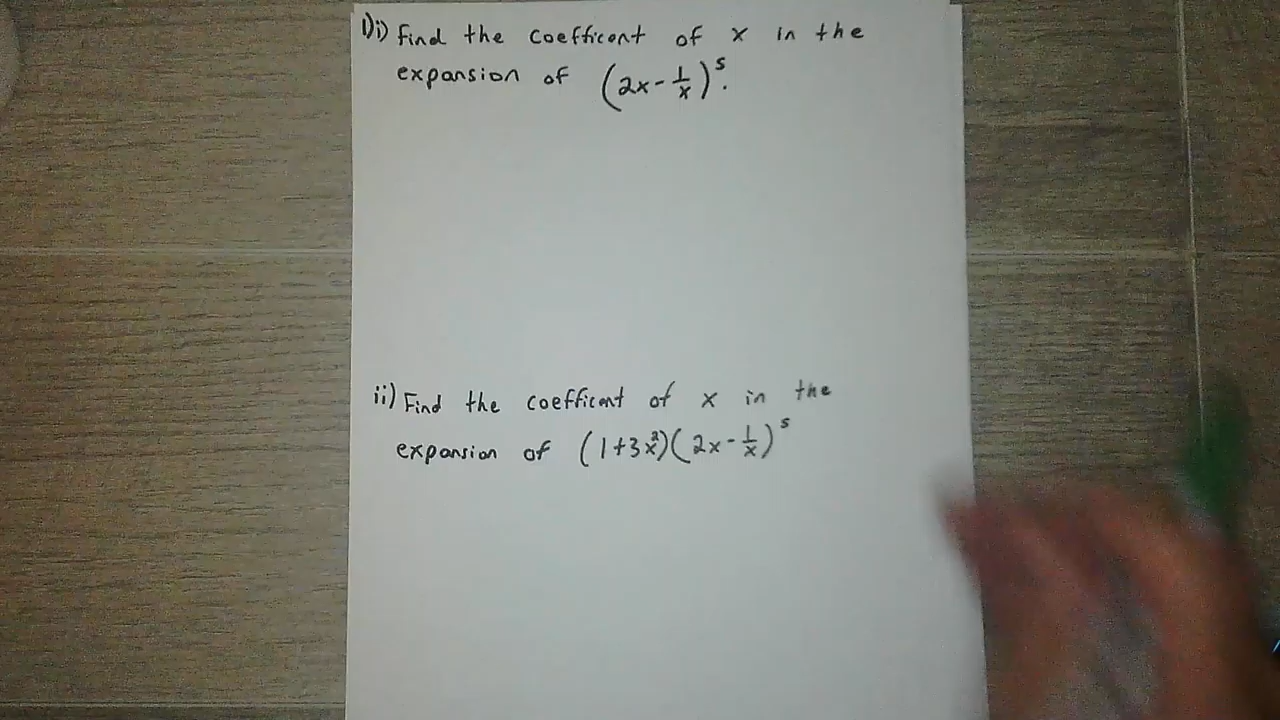 1)i) Find the coefficent of x in the
expansion of (2x - 1/x)^5.
ii) Find the coefficent of x in the
expansion of (1+3x^2)(2x - 1/x)^5